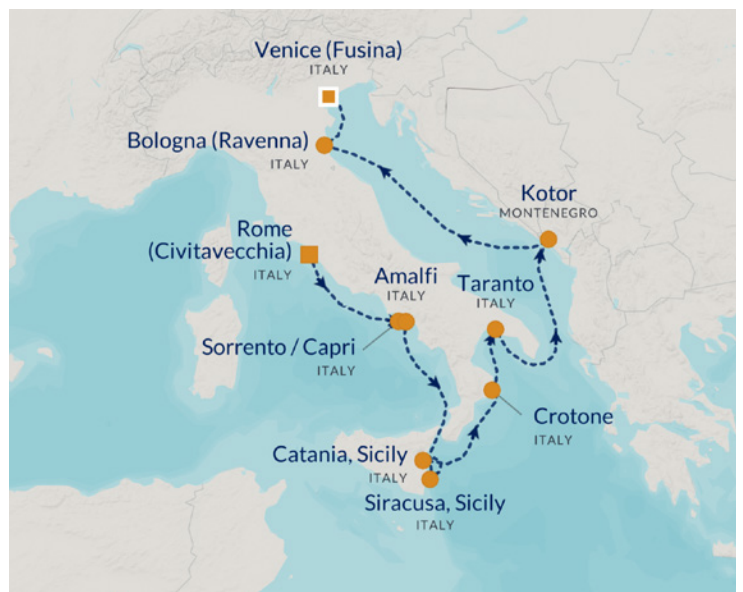 Venice (Fusina)
ITALY
Bologna (Ravenna)
ITALY
Kotor
MONTENEGRO
Rome
(Civitavecchia)
ITALY
Amalfi
ITALY
Taranto
ITALY
Sorrento / Capri
ITALY
Crotone
ITALY
Catania, Sicily
ITALY
Siracusa, Sicily
ITALY